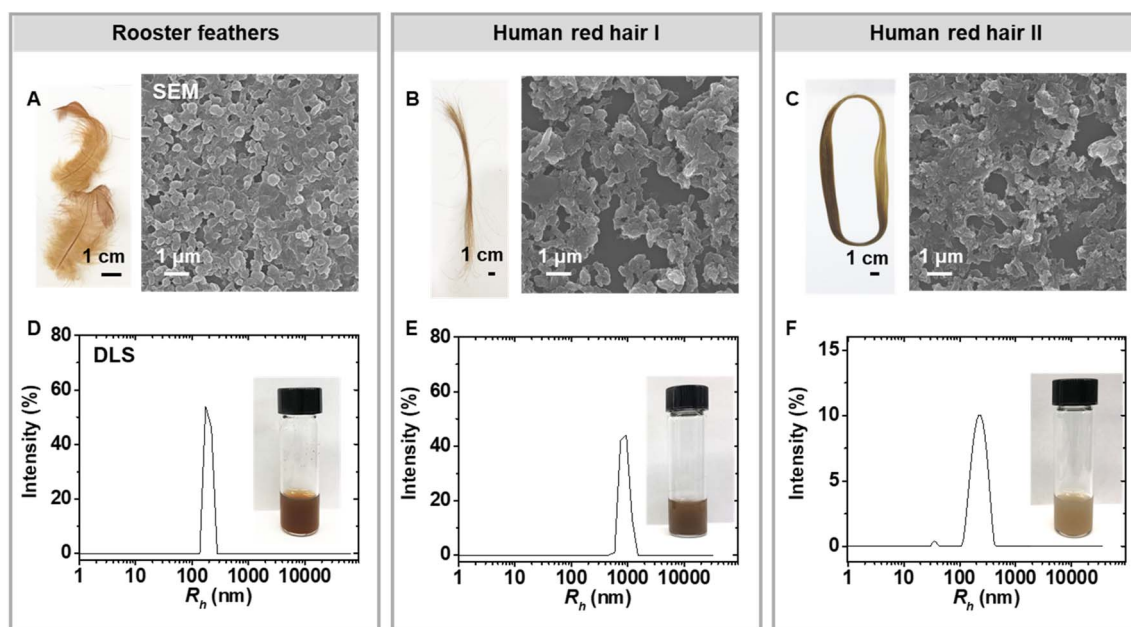 Rooster feathers
Human red hair I
Human red hair II
A
SEM
1 cm
1 µm
B
1 cm
1 µm
C
1 cm
1 µm
D
DLS
Intensity (%)
80
60
40
20
0
1 10 100 1000 10000
Rh (nm)
E
Intensity (%)
80
60
40
20
0
1 10 100 1000 10000
Rh (nm)
F
Intensity (%)
15
10
5
0
1 10 100 1000 10000
Rh (nm)